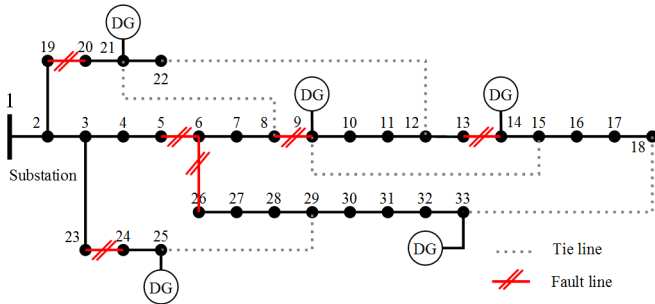 DG
19 20 21
22
1
2 3 4 5 6 7 8 9 10 11 12 13 14 15 16 17 18
DG DG
Substation
26 27 28 29 30 31 32 33
23 24 25
DG DG
Tie line
Fault line